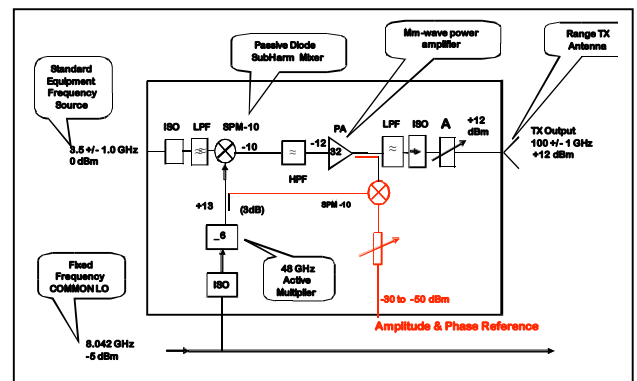 Passive Diode
SubHarm Mixer
Mm-wave power
amplifier
Range TX
Antenna
Standard
Equipment
Frequency
Source
ISO
LPF
SPM-10
PA
LPF
ISO
A
+12
dBm
3.5 +/- 1.0 GHz
0 dBm
-10
-12
32
TX Output
100 +/- 1 GHz
+12 dBm
HPF
+13
(3dB)
SPM -10
_6
48 GHz
Active
Multiplier
ISO
Fixed
Frequency
COMMON LO
-30 to -50 dBm
Amplitude & Phase Reference
8.042 GHz
-5 dBm